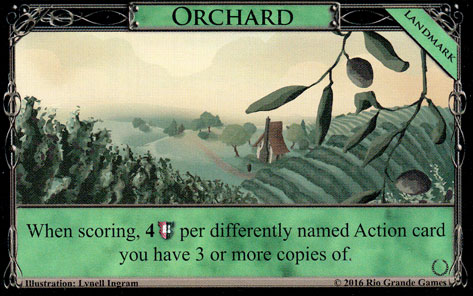 ORCHARD
LANDMARK
When scoring, 4 per differently named Action card
you have 3 or more copies of.
Illustration: Lynell Ingram
© 2016 Rio Grande Games